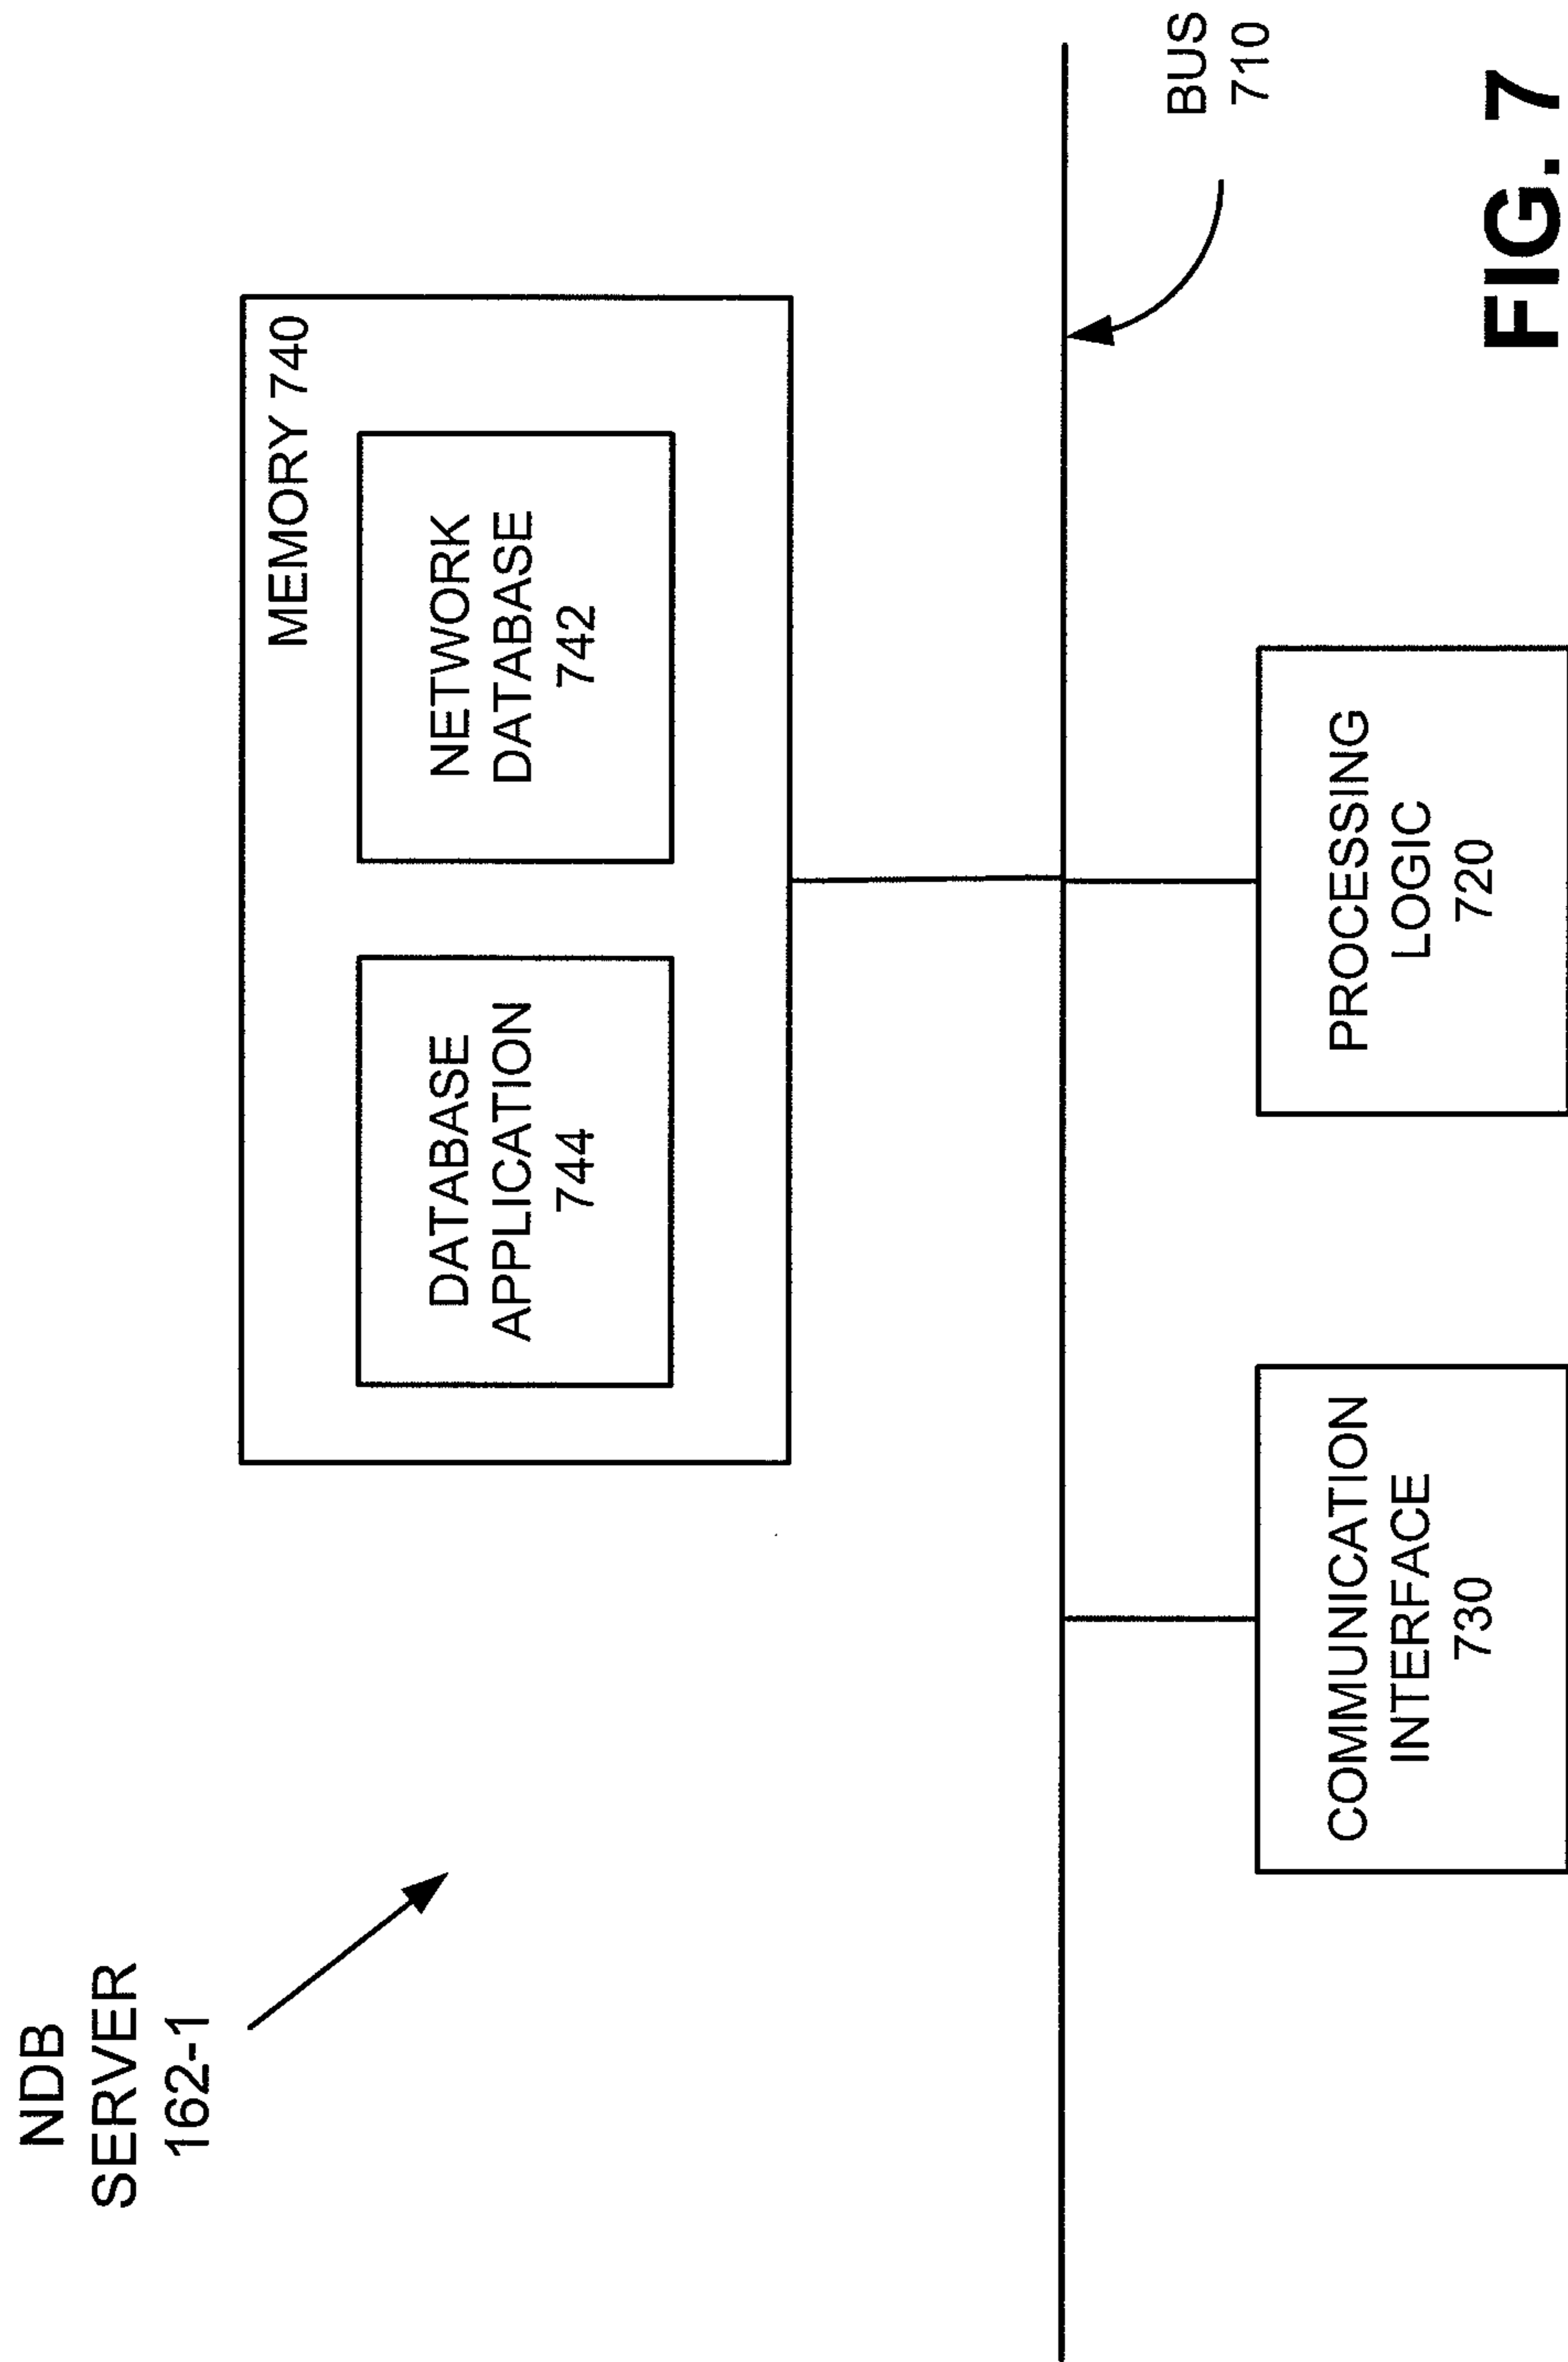 NDB
SERVER
162-1
MEMORY 740
DATABASE
APPLICATION
744
NETWORK
DATABASE
742
BUS
710
COMMUNICATION
INTERFACE
730
PROCESSING
LOGIC
720
FIG. 7